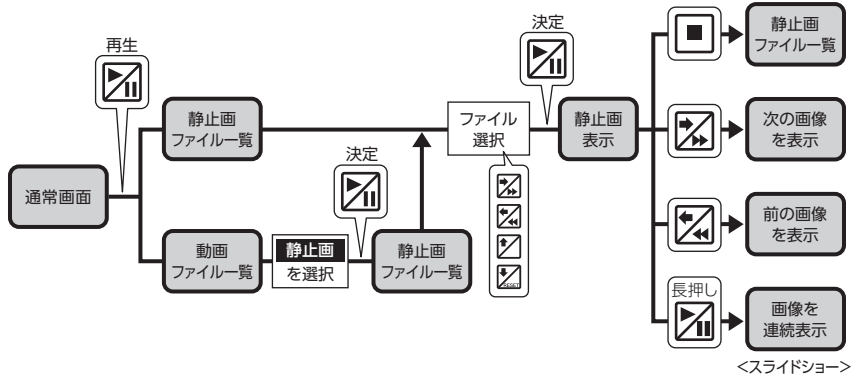 再生
決定
静止画
ファイル一覧
静止画
ファイル一覧
ファイル
選択
静止画
表示
次の画像
を表示
決定
通常画面
前の画像
を表示
動画
ファイル一覧
静止画
を選択
静止画
ファイル一覧
RESET
長押し
画像を
連続表示
<スライドショー>